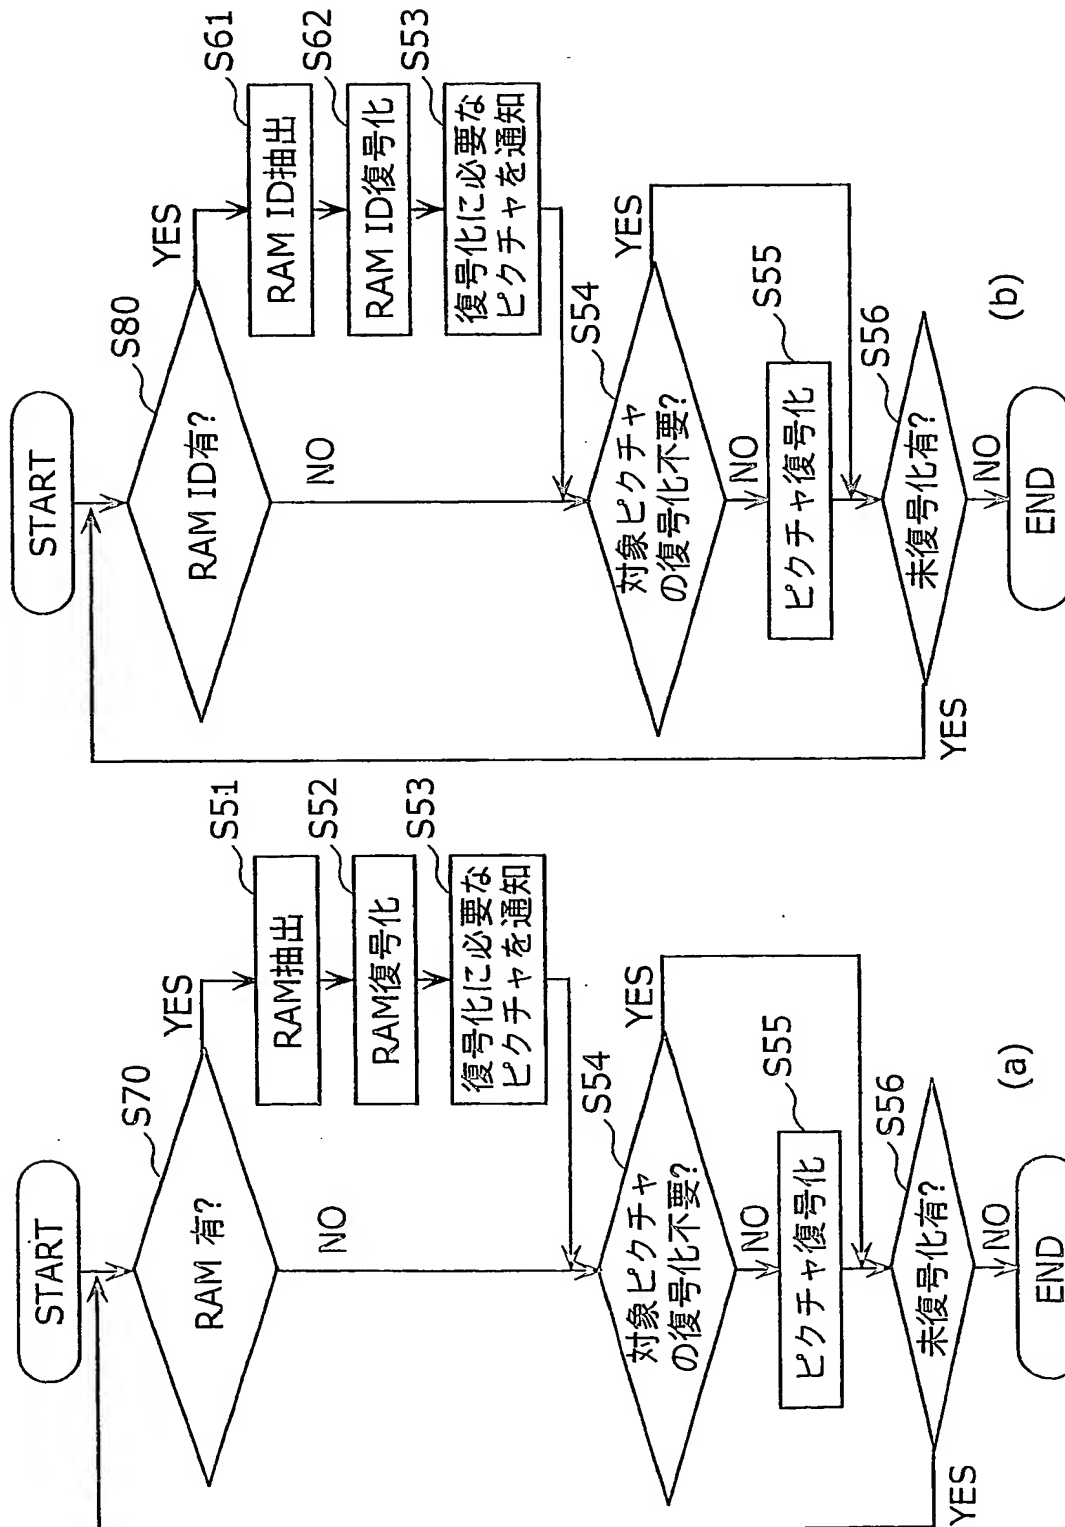 START
S70
RAM 有?
YES
NO
S51
RAM抽出
S52
RAM復号化
S53
復号化に必要な
ピクチャを通知
S54
対象ピクチャ
の復号化不要?
YES
NO
S55
ピクチャ復号化
S56
未復号化有?
YES
NO
END
(a)
START
S80
RAM ID有?
YES
NO
S61
RAM ID抽出
S62
RAM ID復号化
S53
復号化に必要な
ピクチャを通知
S54
対象ピクチャ
の復号化不要?
YES
NO
S55
ピクチャ復号化
S56
未復号化有?
YES
NO
END
(b)